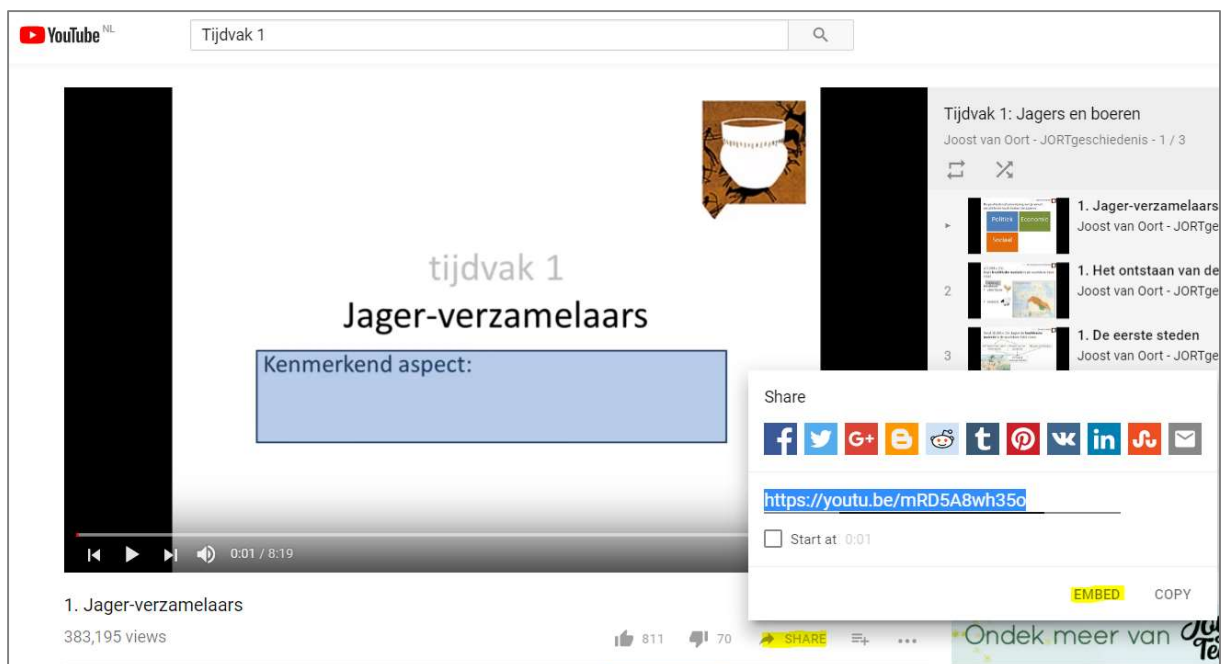 YouTube NL
Tijdvak 1
tijdvak 1
Jager-verzamelaars
Kenmerkend aspect:
0:01 / 8:19
1. Jager-verzamelaars
383,195 views
811
70
SHARE
Tijdvak 1: Jagers en boeren
Joost van Oort - JORTgeschiedenis - 1 / 3
1. Jager-verzamelaars
Joost van Oort - JORTge
Politiek Economie
Sociaal
2
1. Het ontstaan van de
Joost van Oort - JORTge
3
1. De eerste steden
Joost van Oort - JORTge
Share
G+
in
https://youtu.be/mRD5A8wh35o
Start at 0:01
EMBED COPY
Ondek meer van